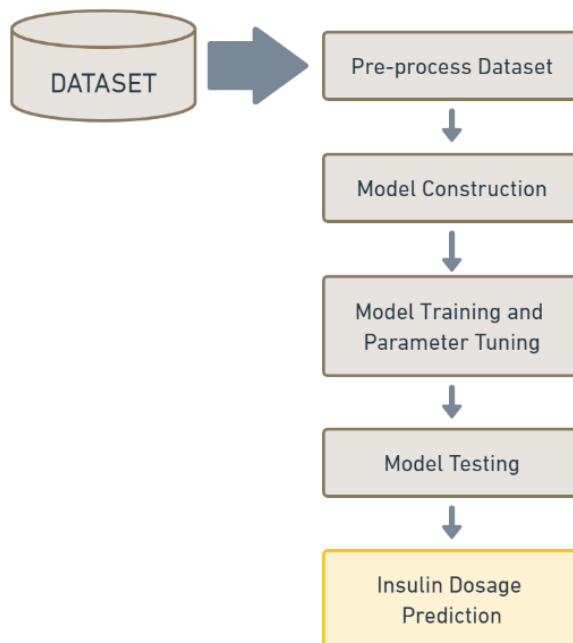 DATASET
Pre-process Dataset
Model Construction
Model Training and
Parameter Tuning
Model Testing
Insulin Dosage
Prediction